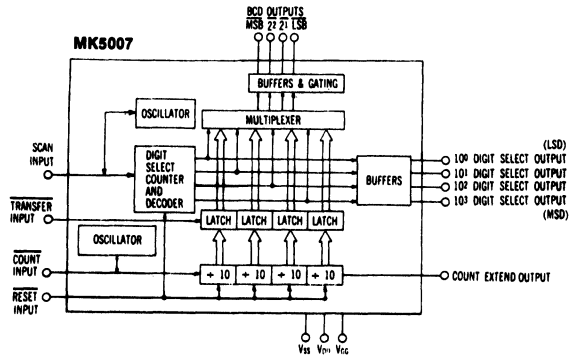 BCD OUTPUTS
MSB 2² 2¹ LSB
MK5007
BUFFERS & GATING
OSCILLATOR
MULTIPLEXER
SCAN INPUT
DIGIT SELECT COUNTER AND DECODER
BUFFERS
(LSD)
10⁰ DIGIT SELECT OUTPUT
10¹ DIGIT SELECT OUTPUT
10² DIGIT SELECT OUTPUT
10³ DIGIT SELECT OUTPUT
(MSD)
TRANSFER INPUT
LATCH LATCH LATCH LATCH
OSCILLATOR
COUNT INPUT
÷ 10 ÷ 10 ÷ 10 ÷ 10
COUNT EXTEND OUTPUT
RESET INPUT
VSS VDD VGG